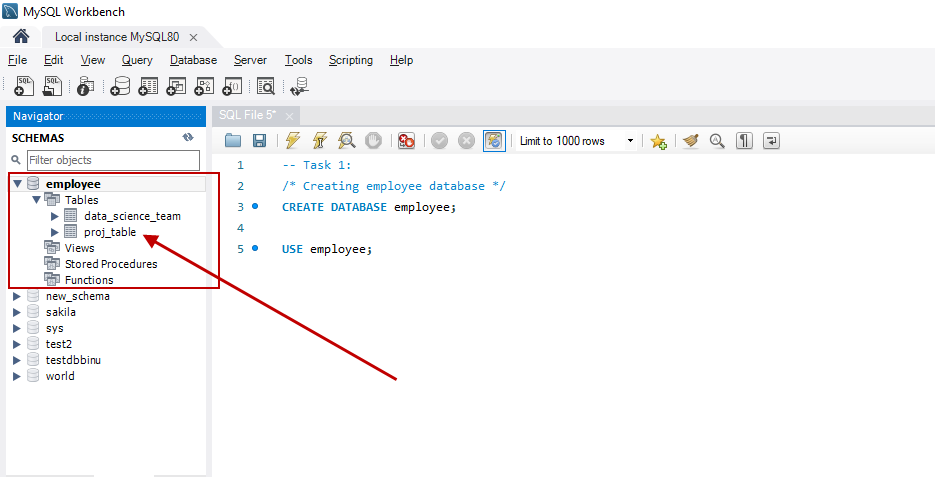 MySQL Workbench
Local instance MySQL80
File Edit View Query Database Server Tools Scripting Help
SQL SQL
Navigator
SCHEMAS
Filter objects
employee
Tables
data_science_team
proj_table
Views
Stored Procedures
Functions
new_schema
sakila
sys
test2
testdbbinu
world
SQL File 5*
Limit to 1000 rows
1 -- Task 1:
2 /* Creating employee database */
3 CREATE DATABASE employee;
4
5 USE employee;